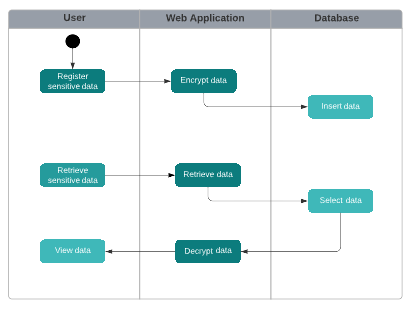 User
Web Application
Database
Register
sensitive data
Encrypt data
Insert data
Retrieve
sensitive data
Retrieve data
Select data
View data
Decrypt data